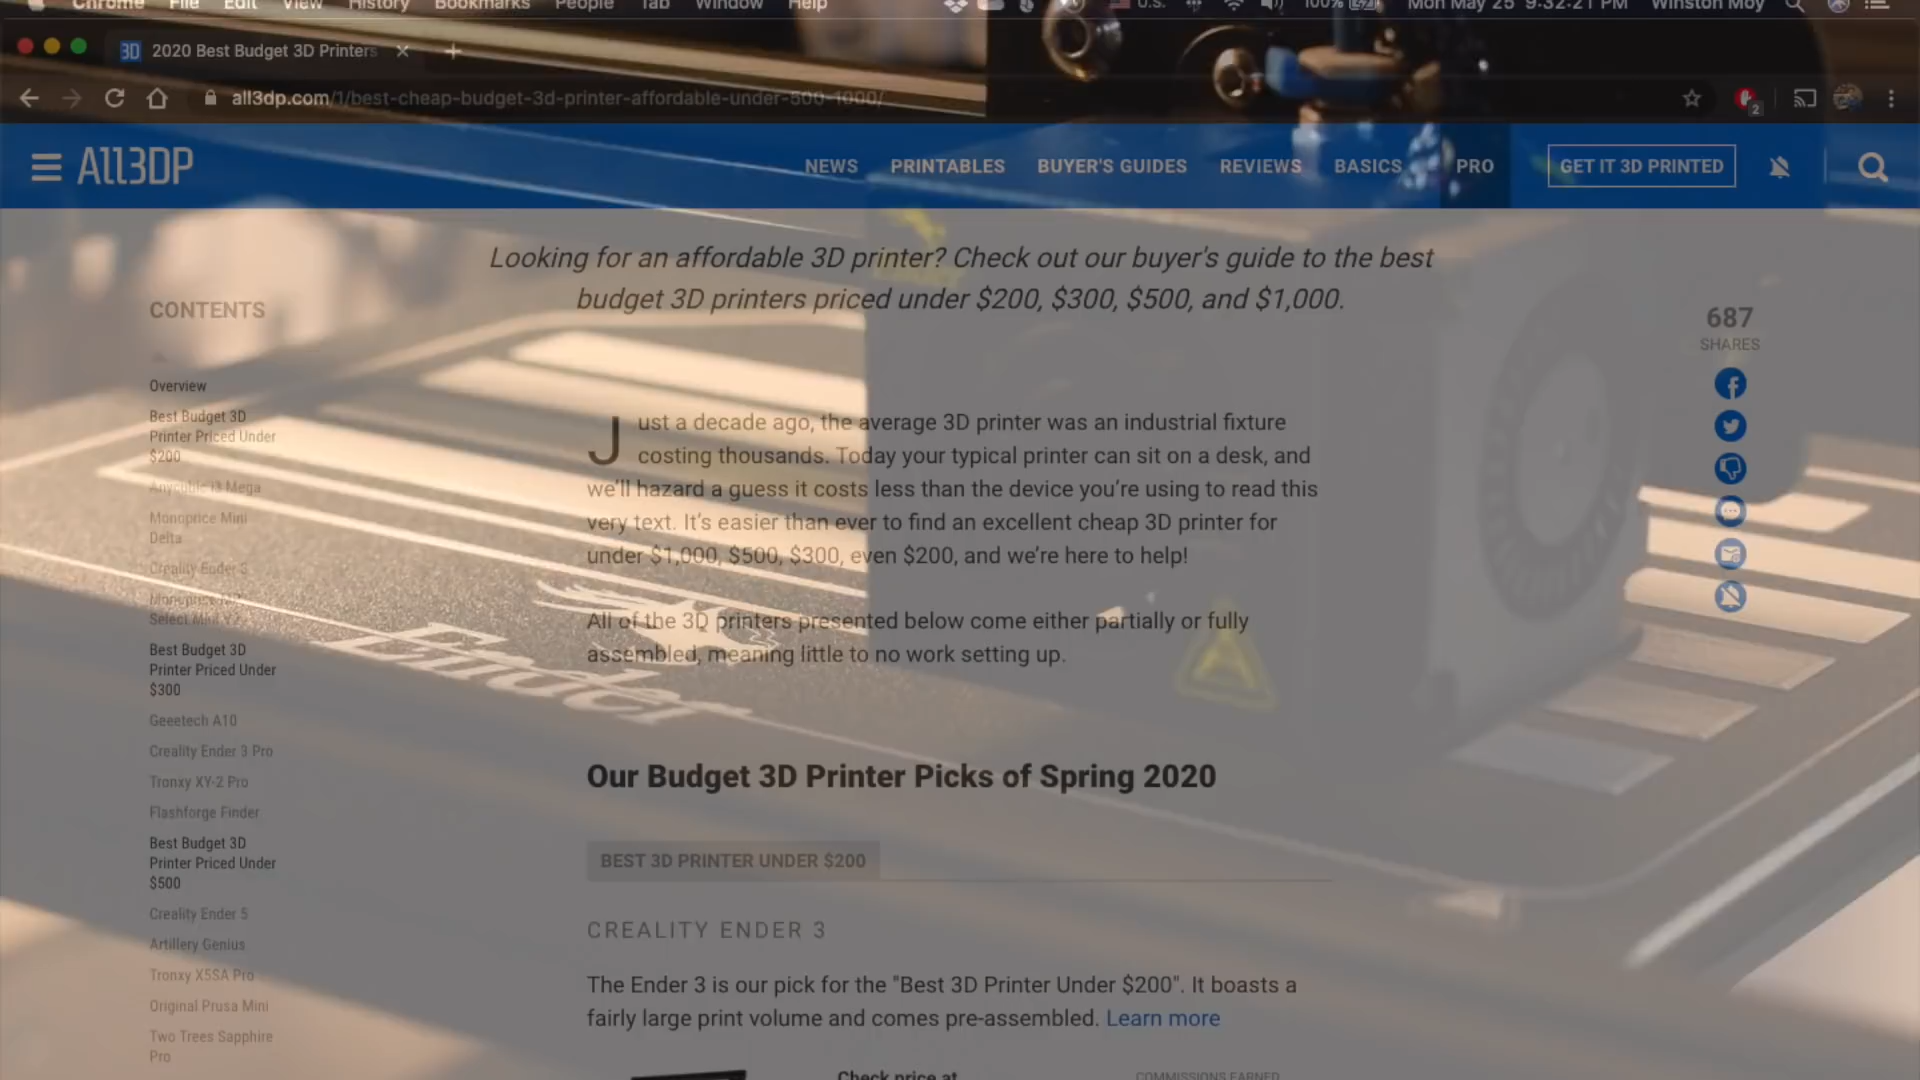 Chrome File Edit View History Bookmarks People Tab Window Help U.S. 100% Mon May 25 9:32:21 PM Winston Moy
3D 2020 Best Budget 3D Printers
all3dp.com/1/best-cheap-budget-3d-printer-affordable-under-500-1000/
2
All3DP NEWS PRINTABLES BUYER'S GUIDES REVIEWS BASICS PRO GET IT 3D PRINTED
Looking for an affordable 3D printer? Check out our buyer's guide to the best
budget 3D printers priced under $200, $300, $500, and $1,000.
CONTENTS
Overview
Best Budget 3D
Printer Priced Under
$200
Anycubic i3 Mega
Monoprice Mini
Delta
Creality Ender 3
Monoprice
Select Mini V2
Best Budget 3D
Printer Priced Under
$300
Geeetech A10
Creality Ender 3 Pro
Tronxy XY-2 Pro
Flashforge Finder
Best Budget 3D
Printer Priced Under
$500
Creality Ender 5
Artillery Genius
Tronxy X5SA Pro
Original Prusa Mini
Two Trees Sapphire
Pro
687
SHARES
Just a decade ago, the average 3D printer was an industrial fixture
costing thousands. Today your typical printer can sit on a desk, and
we'll hazard a guess it costs less than the device you're using to read this
very text. It's easier than ever to find an excellent cheap 3D printer for
under $1,000, $500, $300, even $200, and we're here to help!
All of the 3D printers presented below come either partially or fully
assembled, meaning little to no work setting up.
Ender
Our Budget 3D Printer Picks of Spring 2020
BEST 3D PRINTER UNDER $200
CREALITY ENDER 3
The Ender 3 is our pick for the "Best 3D Printer Under $200". It boasts a
fairly large print volume and comes pre-assembled. Learn more
Check price at
COMMISSIONS EARNED